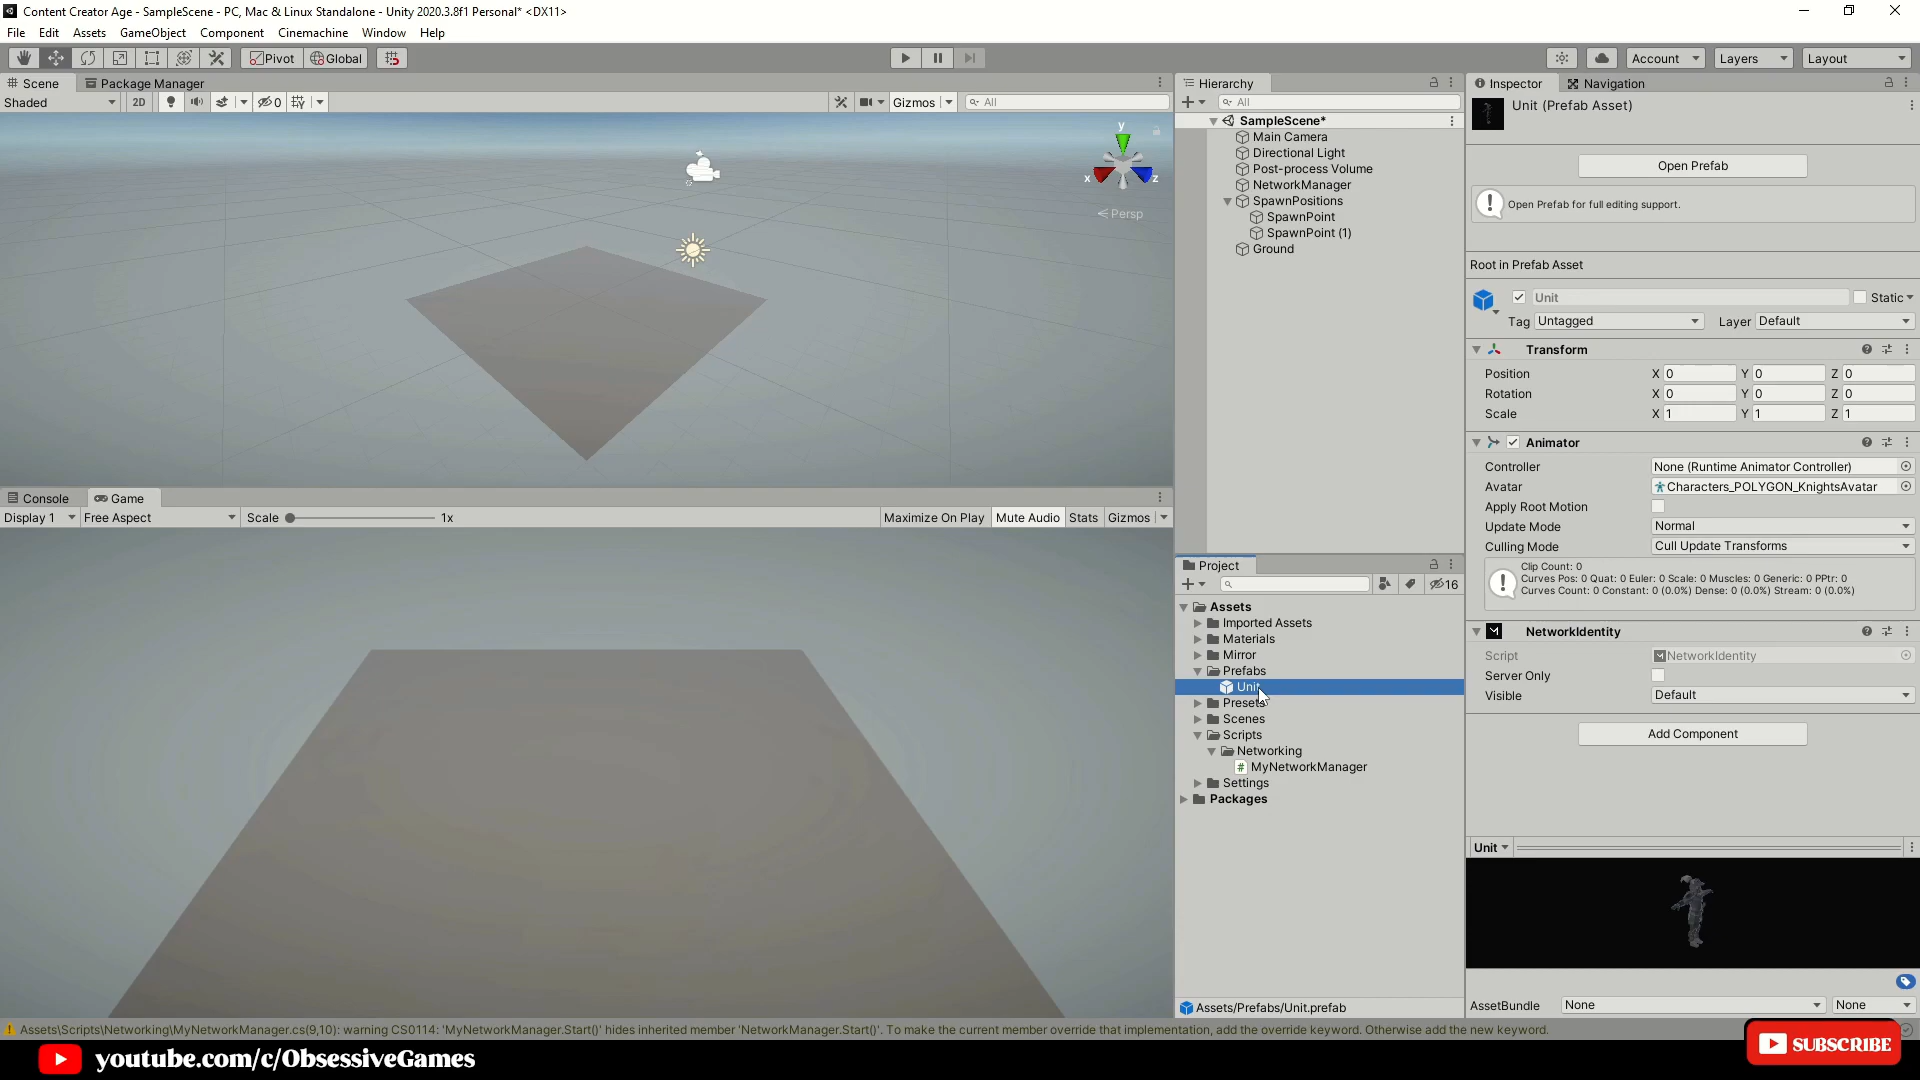 Content Creator Age - SampleScene - PC, Mac & Linux Standalone - Unity 2020.3.8f1 Personal* <DX11>
File Edit Assets GameObject Component Cinemachine Window Help
Pivot Global Account Layers Layout
Scene Package Manager
Shaded 2D 0 Gizmos All
y
x z
Persp
Console Game
Display 1 Free Aspect Scale 1x Maximize On Play Mute Audio Stats Gizmos
Hierarchy
All
SampleScene*
Main Camera
Directional Light
Post-process Volume
NetworkManager
SpawnPositions
SpawnPoint
SpawnPoint (1)
Ground
Project
16
Assets
Imported Assets
Materials
Mirror
Prefabs
Unit
Presets
Scenes
Scripts
Networking
# MyNetworkManager
Settings
Packages
Assets/Prefabs/Unit.prefab
Inspector Navigation
Unit (Prefab Asset)
Open Prefab
Open Prefab for full editing support.
Root in Prefab Asset
Unit Static
Tag Untagged Layer Default
Transform
Position X 0 Y 0 Z 0
Rotation X 0 Y 0 Z 0
Scale X 1 Y 1 Z 1
Animator
Controller None (Runtime Animator Controller)
Avatar Characters_POLYGON_KnightsAvatar
Apply Root Motion
Update Mode Normal
Culling Mode Cull Update Transforms
Clip Count: 0
Curves Pos: 0 Quat: 0 Euler: 0 Scale: 0 Muscles: 0 Generic: 0 PPtr: 0
Curves Count: 0 Constant: 0 (0.0%) Dense: 0 (0.0%) Stream: 0 (0.0%)
NetworkIdentity
Script NetworkIdentity
Server Only
Visible Default
Add Component
Unit
AssetBundle None None
Assets\Scripts\Networking\MyNetworkManager.cs(9,10): warning CS0114: 'MyNetworkManager.Start()' hides inherited member 'NetworkManager.Start()'. To make the current member override that implementation, add the override keyword. Otherwise add the new keyword.
youtube.com/c/ObsessiveGames
SUBSCRIBE